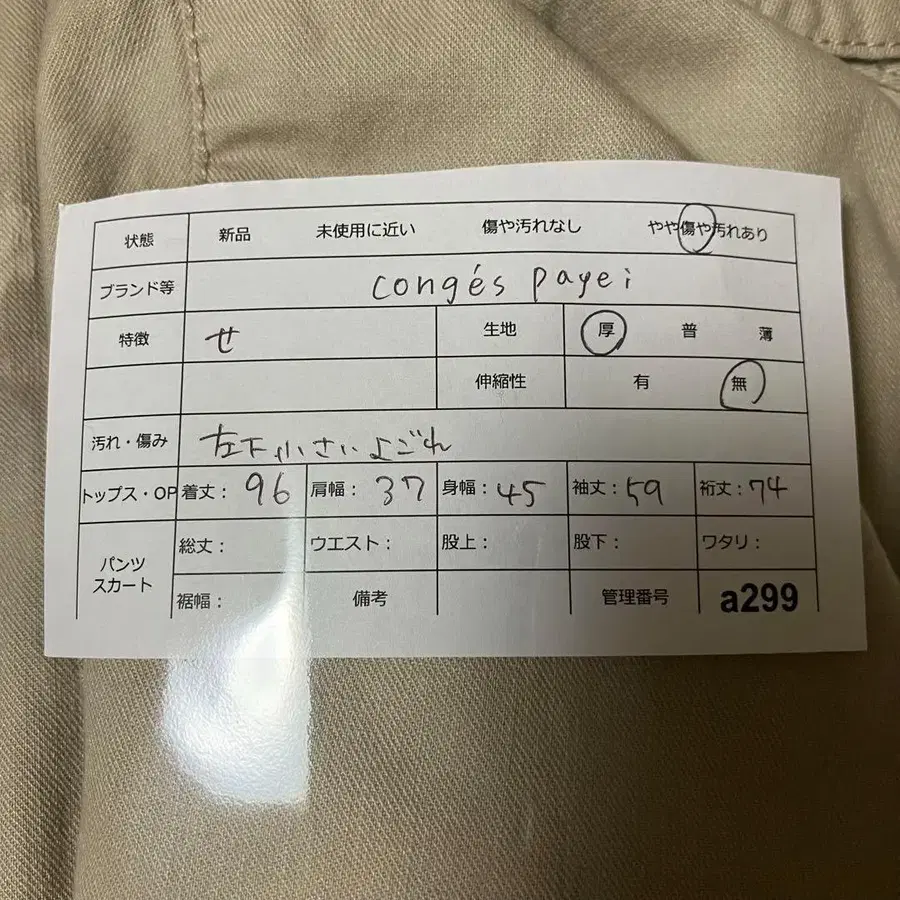 状態 新品 未使用に近い 傷や汚れなし やや傷や汚れあり
ブランド等 congés payei
特徴 せ 生地 厚 普 薄
伸縮性 有 無
汚れ・傷み 左下小さいよごれ
トップス・OP 着丈: 96 肩幅: 37 身幅: 45 袖丈: 59 裄丈: 74
パンツ スカート 総丈: ウエスト: 股上: 股下: ワタリ:
裾幅: 備考 管理番号 a299